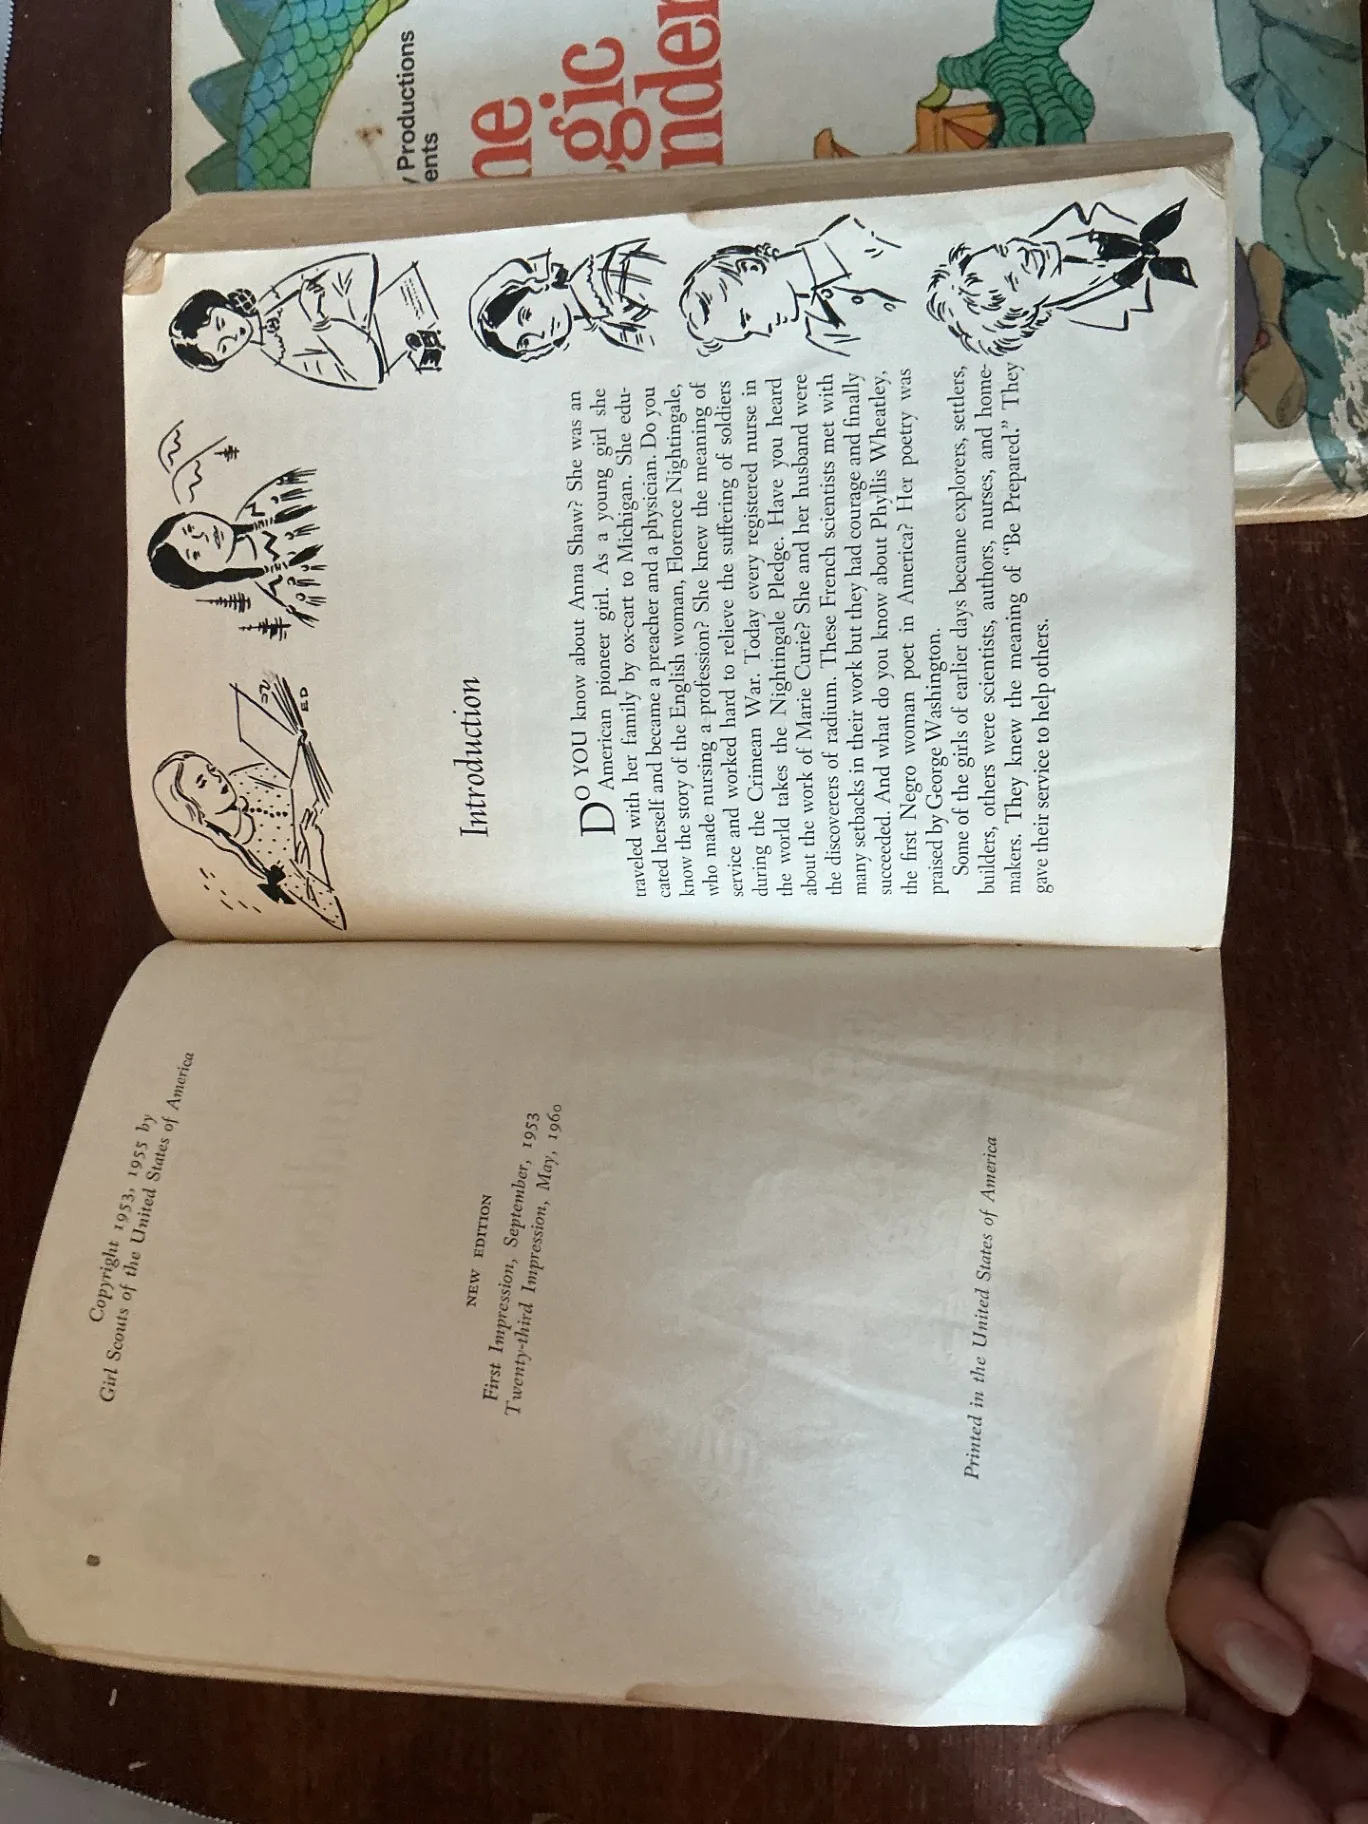 Copyright 1953, 1955 by
Girl Scouts of the United States of America
NEW EDITION
First Impression, September, 1953
Twenty-third Impression, May, 1960
Printed in the United States of America
Introduction
DO YOU know about Anna Shaw? She was an
American pioneer girl. As a young girl she
traveled with her family by ox-cart to Michigan. She edu-
cated herself and became a preacher and a physician. Do you
know the story of the English woman, Florence Nightingale,
who made nursing a profession? She knew the meaning of
service and worked hard to relieve the suffering of soldiers
during the Crimean War. Today every registered nurse in
the world takes the Nightingale Pledge. Have you heard
about the work of Marie Curie? She and her husband were
the discoverers of radium. These French scientists met with
many setbacks in their work but they had courage and finally
succeeded. And what do you know about Phyllis Wheatley,
the first Negro woman poet in America? Her poetry was
praised by George Washington.
Some of the girls of earlier days became explorers, settlers,
builders, others were scientists, authors, nurses, and home-
makers. They knew the meaning of "Be Prepared." They
gave their service to help others.
Productions